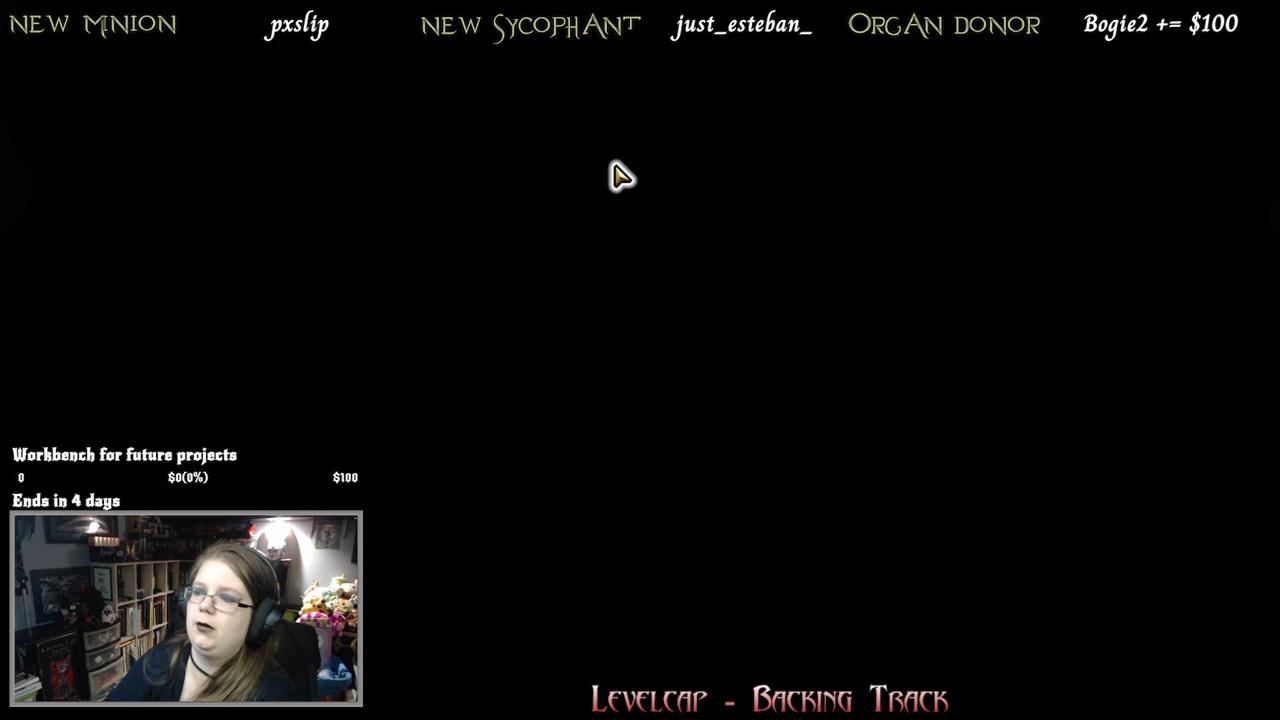 NEW MINION pxslip NEW SYCOPHANT just_esteban_ ORGAN DONOR Bogie2 += $100
Workbench for future projects
0 $0(0%) $100
Ends in 4 days
LEVELCAP - BACKING TRACK